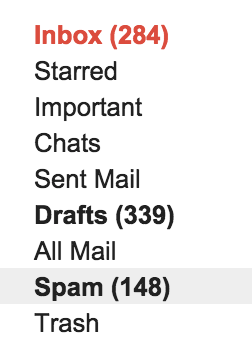 Inbox (284)
Starred
Important
Chats
Sent Mail
Drafts (339)
All Mail
Spam (148)
Trash